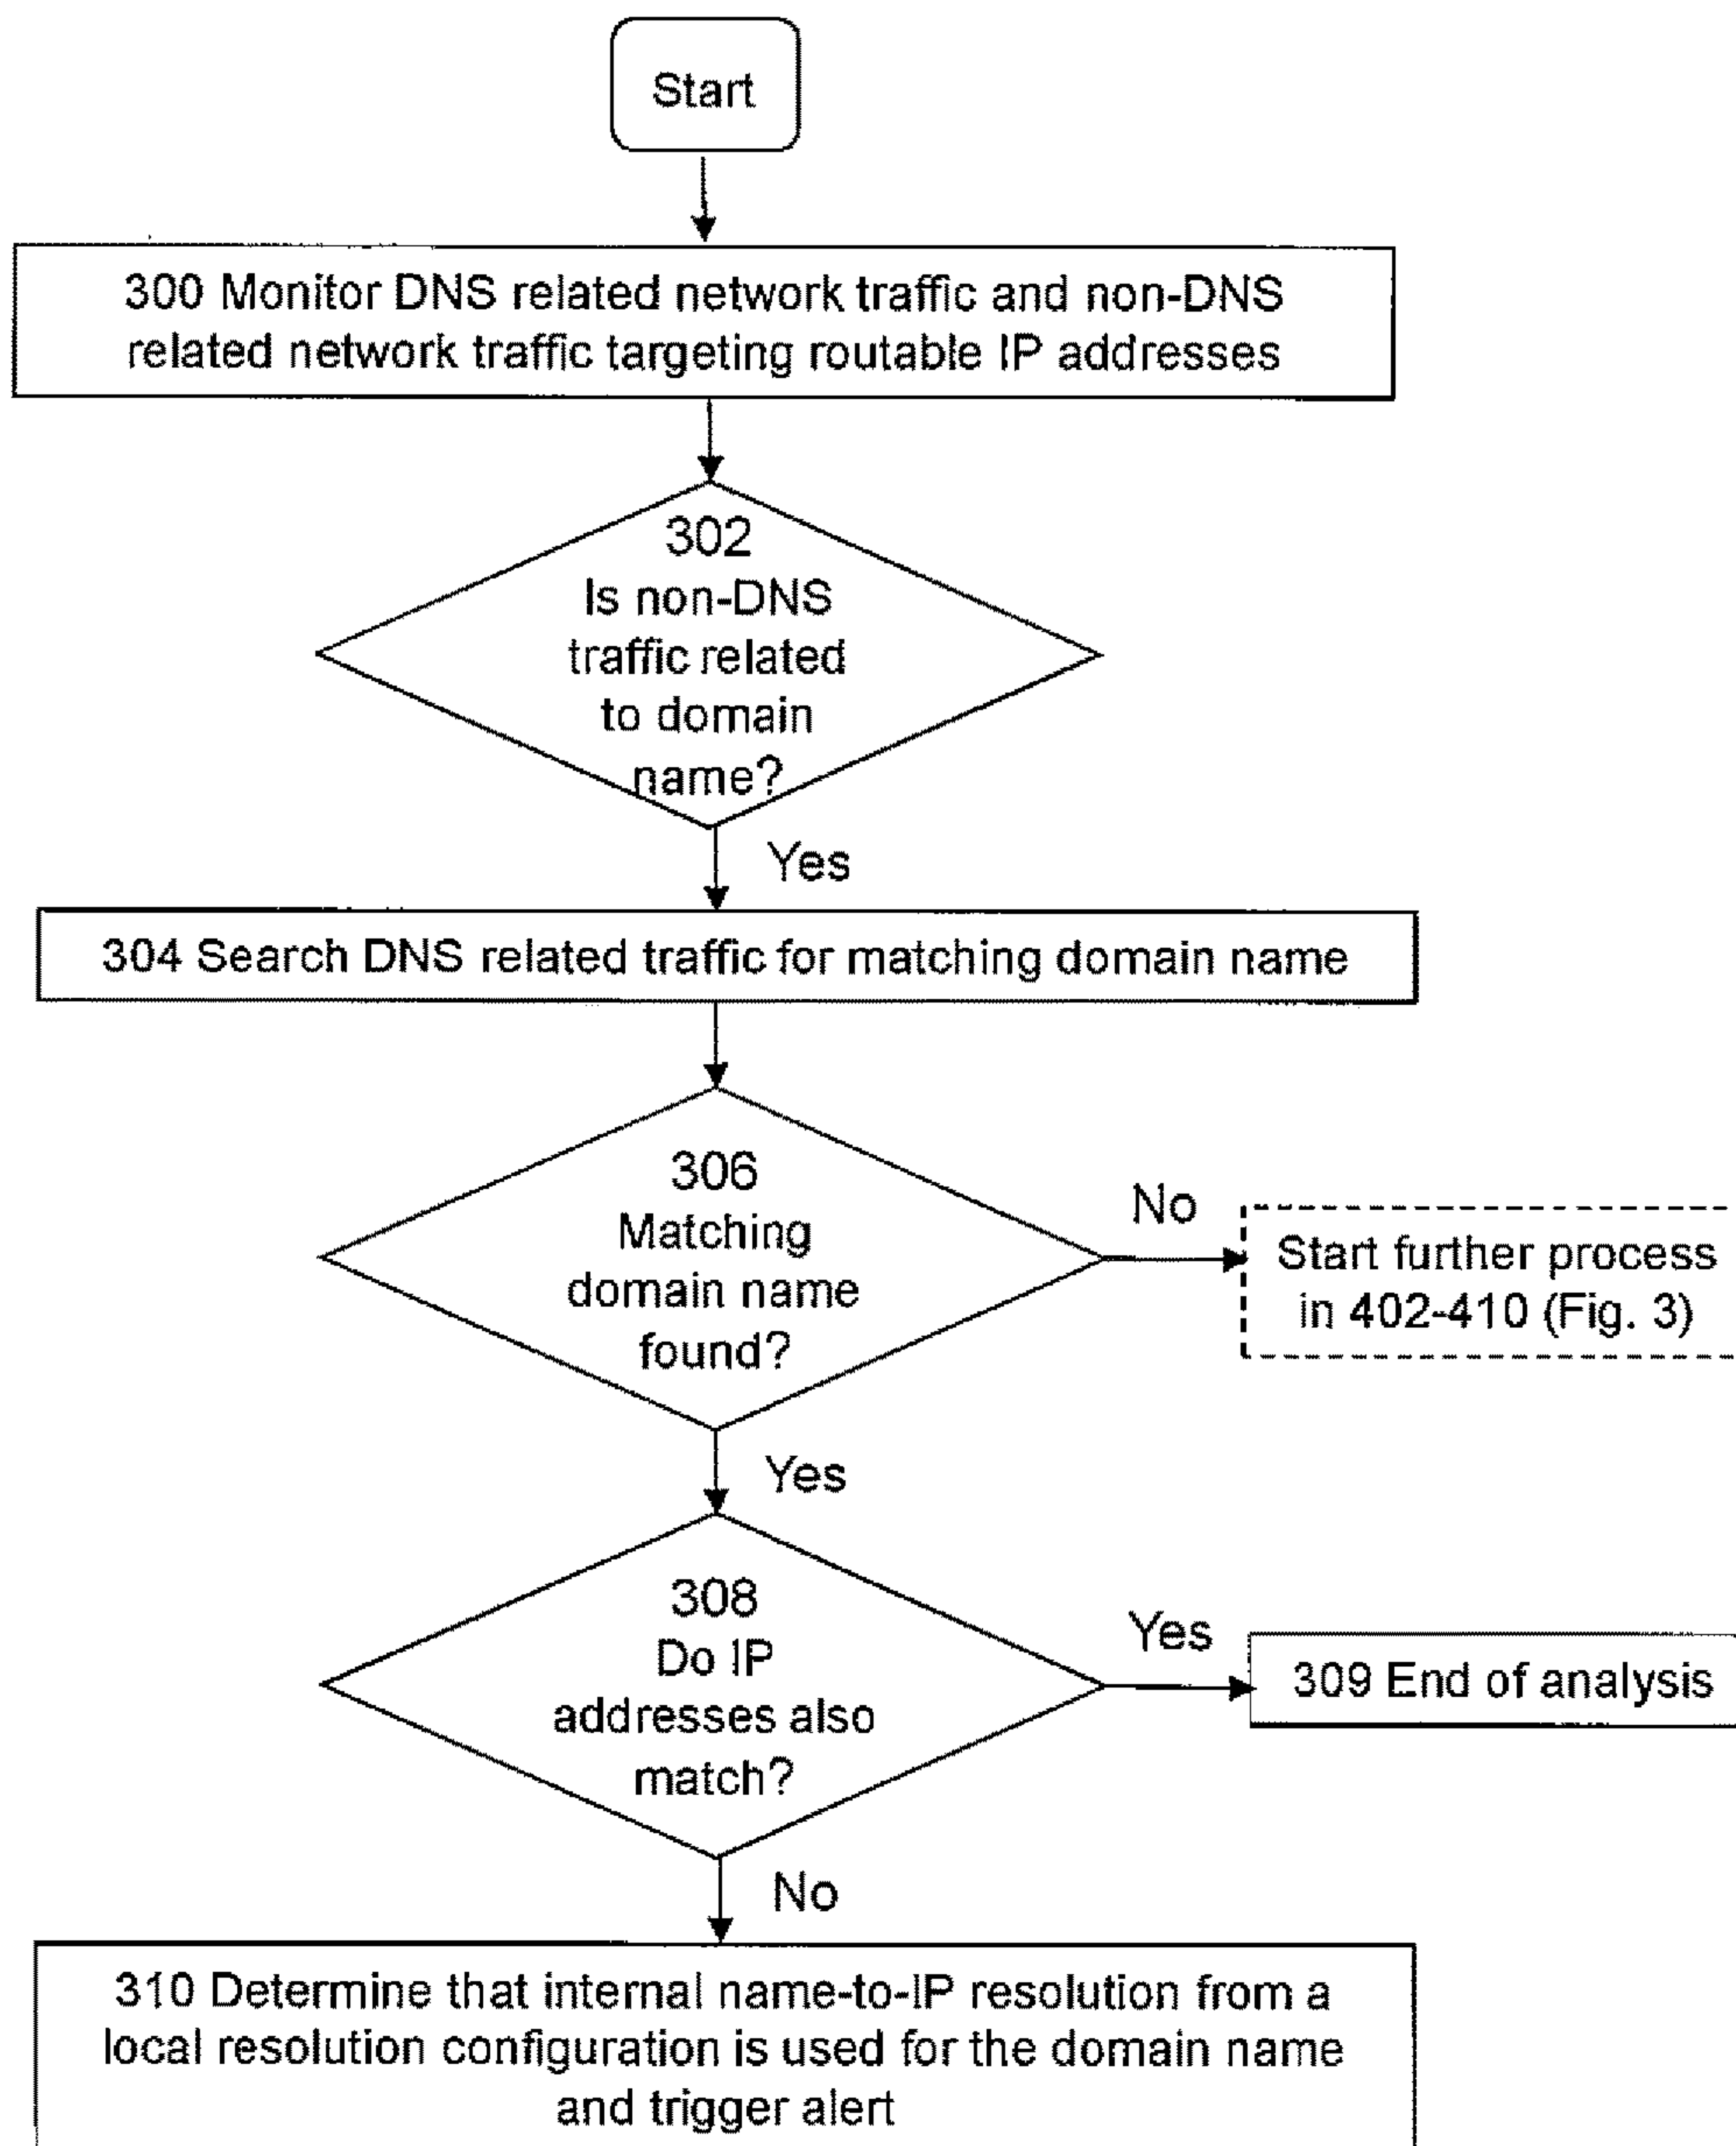 Start
300 Monitor DNS related network traffic and non-DNS
related network traffic targeting routable IP addresses
302
Is non-DNS
traffic related
to domain
name?
Yes
304 Search DNS related traffic for matching domain name
306
Matching
domain name
found?
No
Start further process
in 402-410 (Fig. 3)
Yes
308
Do IP
addresses also
match?
Yes
309 End of analysis
No
310 Determine that internal name-to-IP resolution from a
local resolution configuration is used for the domain name
and trigger alert